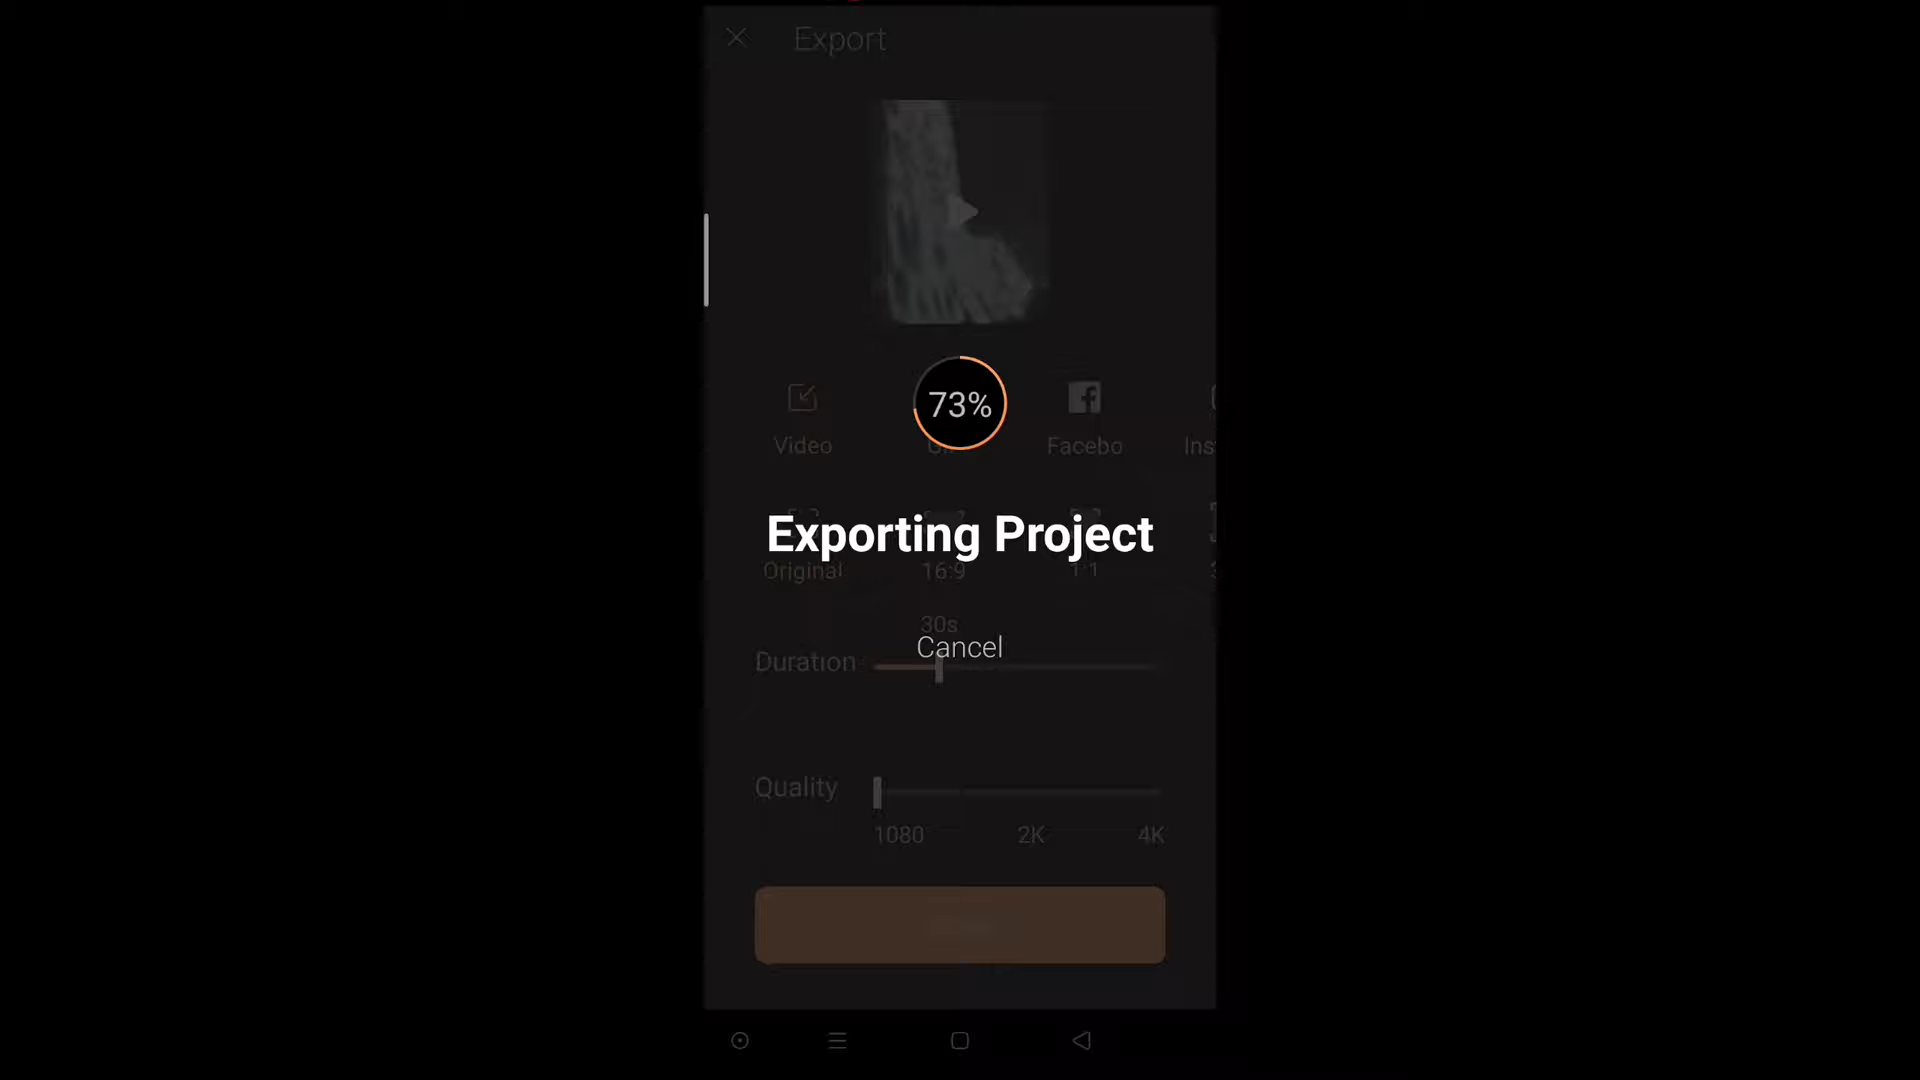 Export
73%
Video
Facebo
Ins
Exporting Project
Original
16:9
1:1
30s
Cancel
Duration
Quality
1080
2K
4K